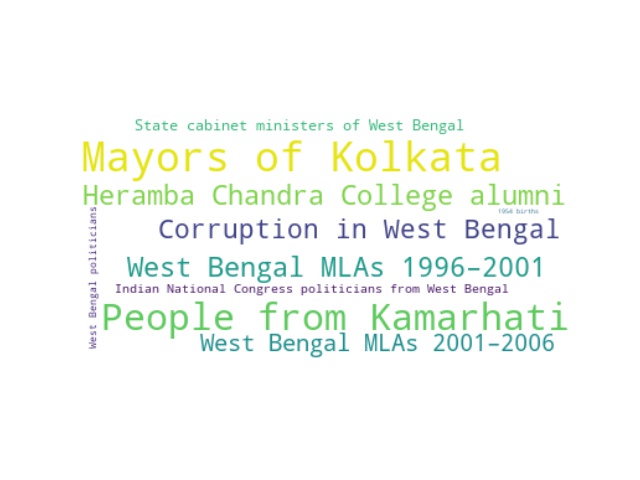 State cabinet ministers of West Bengal
Mayors of Kolkata
Heramba Chandra College alumni
1964 births
Corruption in West Bengal
West Bengal politicians
West Bengal MLAs 1996–2001
Indian National Congress politicians from West Bengal
People from Kamarhati
West Bengal MLAs 2001–2006